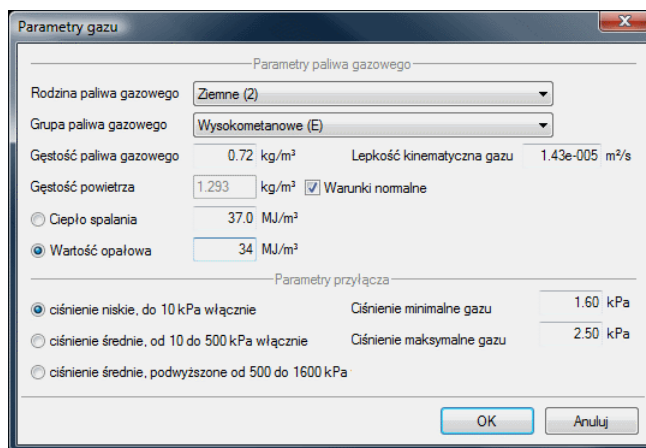 Parametry gazu
Parametry paliwa gazowego
Rodzina paliwa gazowego Ziemne (2)
Grupa paliwa gazowego Wysokometanowe (E)
Gęstość paliwa gazowego 0.72 kg/m³ Lepkość kinematyczna gazu 1.43e-005 m²/s
Gęstość powietrza 1.293 kg/m³ Warunki normalne
Ciepło spalania 37.0 MJ/m³
Wartość opałowa 34 MJ/m³
Parametry przyłącza
ciśnienie niskie, do 10 kPa włącznie Ciśnienie minimalne gazu 1.60 kPa
ciśnienie średnie, od 10 do 500 kPa włącznie Ciśnienie maksymalne gazu 2.50 kPa
ciśnienie średnie, podwyższone od 500 do 1600 kPa
OK Anuluj